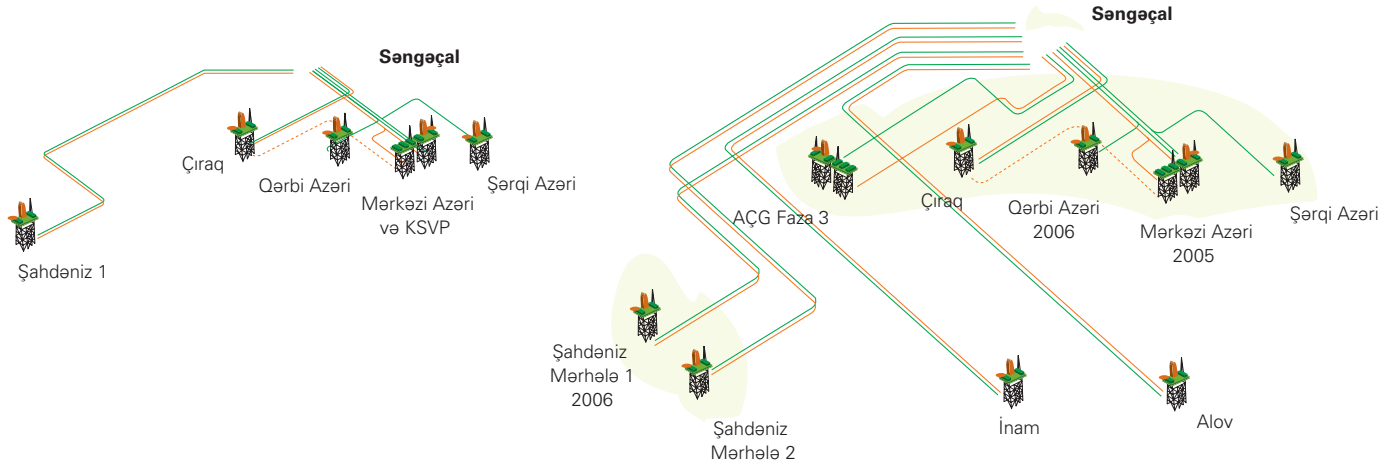 Səngəçal
Çıraq
Qərbi Azəri
Mərkəzi Azəri
və KSVP
Şərqi Azəri
Şahdəniz 1
Səngəçal
AÇG Faza 3
Çıraq
Qərbi Azəri
2006
Mərkəzi Azəri
2005
Şərqi Azəri
Şahdəniz
Mərhələ 1
2006
Şahdəniz
Mərhələ 2
İnam
Alov